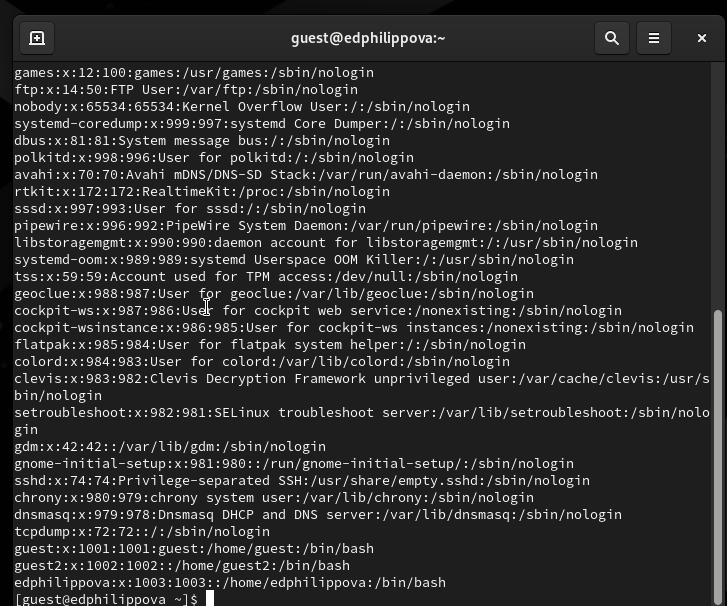 guest@edphilippova:~
games:x:12:100:games:/usr/games:/sbin/nologin
ftp:x:14:50:FTP User:/var/ftp:/sbin/nologin
nobody:x:65534:65534:Kernel Overflow User:/:/sbin/nologin
systemd-coredump:x:999:997:systemd Core Dumper:/:/sbin/nologin
dbus:x:81:81:System message bus:/:/sbin/nologin
polkitd:x:998:996:User for polkitd:/:/sbin/nologin
avahi:x:70:70:Avahi mDNS/DNS-SD Stack:/var/run/avahi-daemon:/sbin/nologin
rtkit:x:172:172:RealtimeKit:/proc:/sbin/nologin
sssd:x:997:993:User for sssd:/:/sbin/nologin
pipewire:x:996:992:PipeWire System Daemon:/var/run/pipewire:/sbin/nologin
libstoragemgmt:x:990:990:daemon account for libstoragemgmt:/:/usr/sbin/nologin
systemd-oom:x:989:989:systemd Userspace OOM Killer:/:/usr/sbin/nologin
tss:x:59:59:Account used for TPM access:/dev/null:/sbin/nologin
geoclue:x:988:987:User for geoclue:/var/lib/geoclue:/sbin/nologin
cockpit-ws:x:987:986:User for cockpit web service:/nonexisting:/sbin/nologin
cockpit-wsinstance:x:986:985:User for cockpit-ws instances:/nonexisting:/sbin/nologin
flatpak:x:985:984:User for flatpak system helper:/:/sbin/nologin
colord:x:984:983:User for colord:/var/lib/colord:/sbin/nologin
clevis:x:983:982:Clevis Decryption Framework unprivileged user:/var/cache/clevis:/usr/s
bin/nologin
setroubleshoot:x:982:981:SELinux troubleshoot server:/var/lib/setroubleshoot:/sbin/nolo
gin
gdm:x:42:42::/var/lib/gdm:/sbin/nologin
gnome-initial-setup:x:981:980::/run/gnome-initial-setup/:/sbin/nologin
sshd:x:74:74:Privilege-separated SSH:/usr/share/empty.sshd:/sbin/nologin
chrony:x:980:979:chrony system user:/var/lib/chrony:/sbin/nologin
dnsmasq:x:979:978:Dnsmasq DHCP and DNS server:/var/lib/dnsmasq:/sbin/nologin
tcpdump:x:72:72::/:/sbin/nologin
guest:x:1001:1001:guest:/home/guest:/bin/bash
guest2:x:1002:1002::/home/guest2:/bin/bash
edphilippova:x:1003:1003::/home/edphilippova:/bin/bash
[guest@edphilippova ~]$